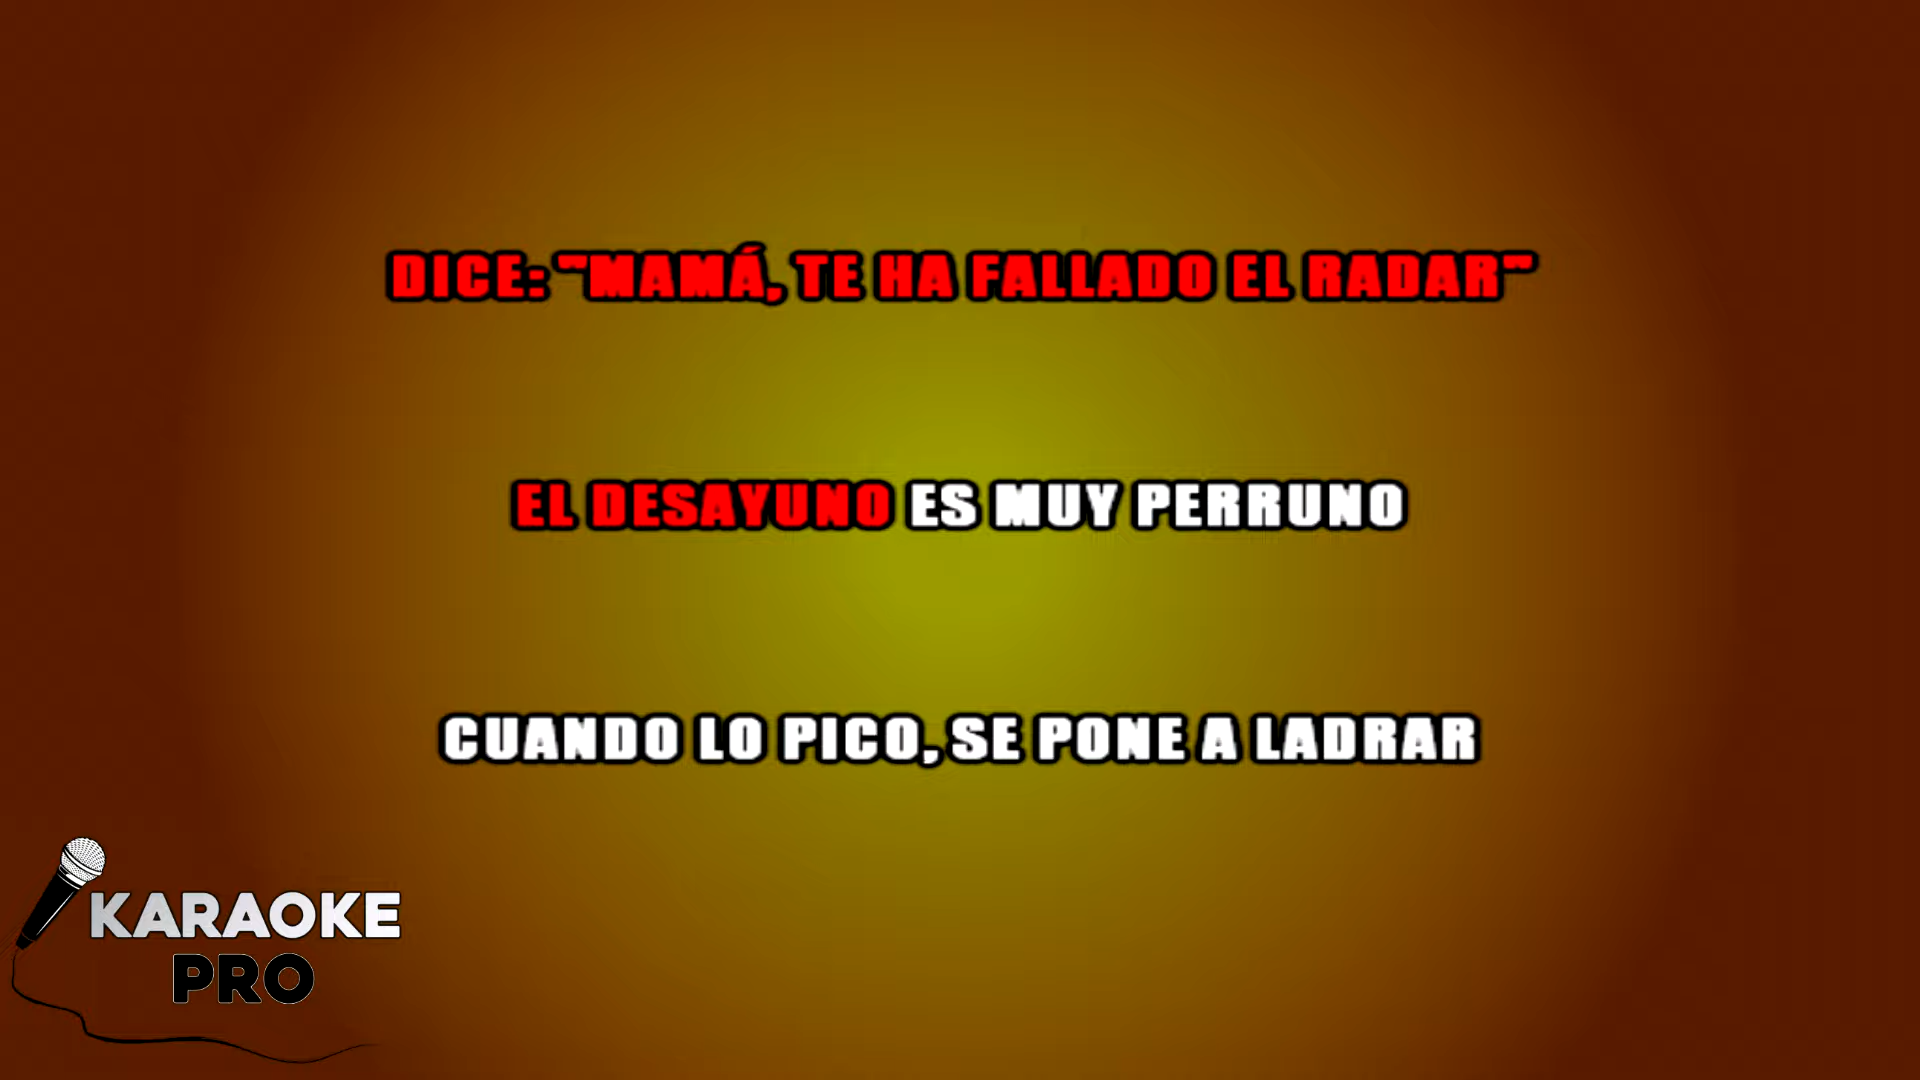 DICE: "MAMÁ, TE HA FALLADO EL RADAR"
EL DESAYUNO ES MUY PERRUNO
CUANDO LO PICO, SE PONE A LADRAR
KARAOKE
PRO